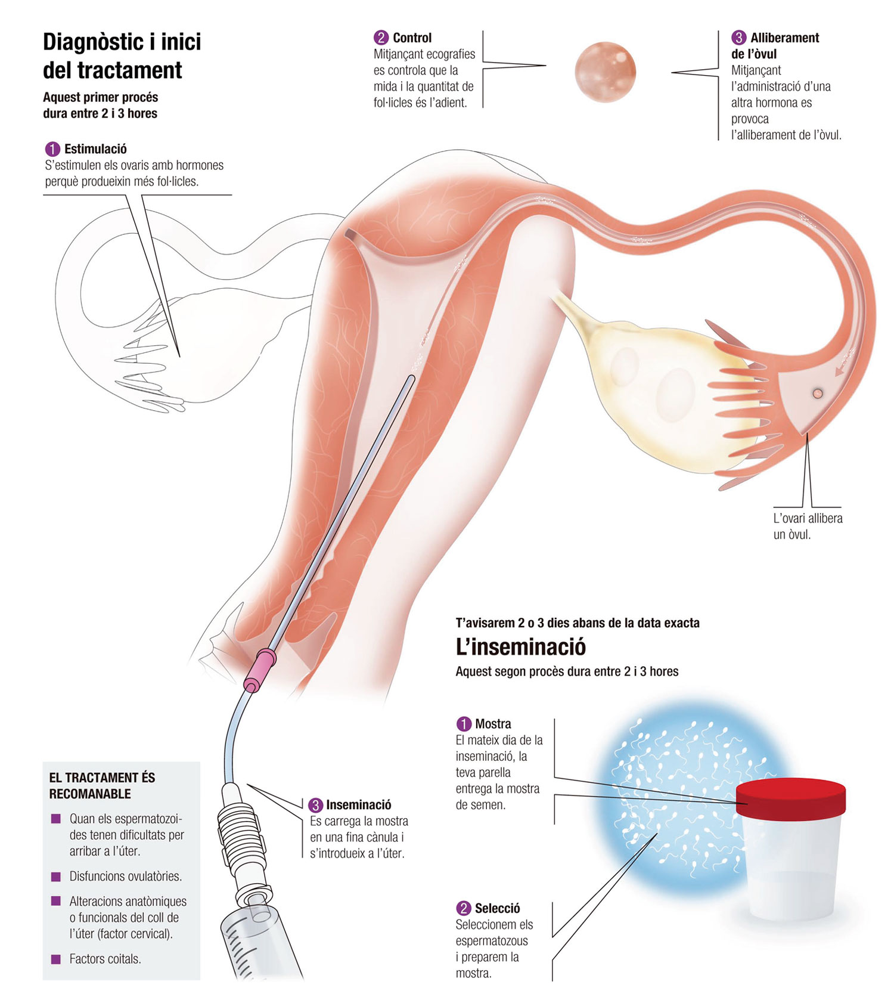 Diagnòstic i inici
del tractament
Aquest primer procés
dura entre 2 i 3 hores
1 Estimulació
S'estimulen els ovaris amb hormones
perquè produeixin més fol·licles.
2 Control
Mitjançant ecografies
es controla que la
mida i la quantitat de
fol·licles és l'adient.
3 Alliberament
de l'òvul
Mitjançant
l'administració d'una
altra hormona es
provoca
l'alliberament de l'òvul.
L'ovari allibera
un òvul.
T'avisarem 2 o 3 dies abans de la data exacta
L'inseminació
Aquest segon procès dura entre 2 i 3 hores
1 Mostra
El mateix dia de la
inseminació, la
teva parella
entrega la mostra
de semen.
2 Selecció
Seleccionem els
espermatozous
i preparem la
mostra.
3 Inseminació
Es carrega la mostra
en una fina cànula i
s'introdueix a l'úter.
EL TRACTAMENT ÉS
RECOMANABLE
Quan els espermatozoi-
des tenen dificultats per
arribar a l'úter.
Disfuncions ovulatòries.
Alteracions anatòmiques
o funcionals del coll de
l'úter (factor cervical).
Factors coitals.